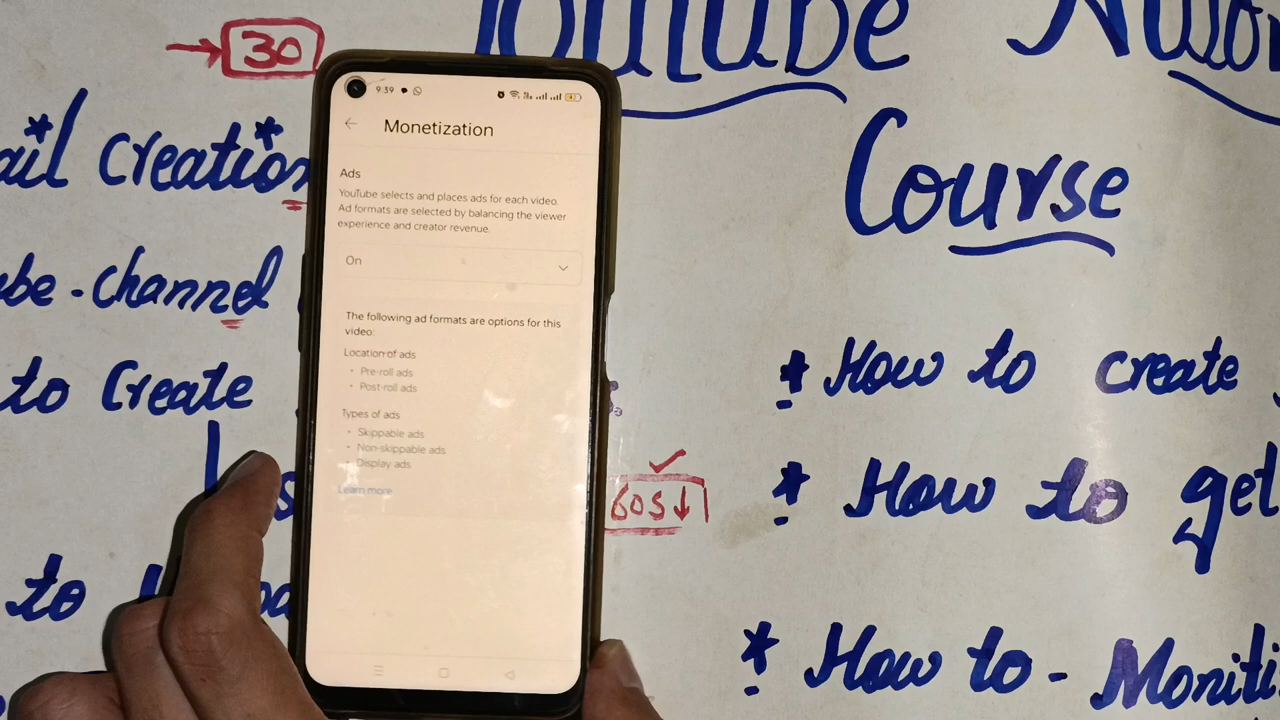 YouTube
30
9:39
Monetization
Ads
YouTube selects and places ads for each video.
Ad formats are selected by balancing the viewer
experience and creator revenue.
On
The following ad formats are options for this
video:
Location of ads
• Pre-roll ads
• Post-roll ads
Types of ads
• Skippable ads
• Non-skippable ads
• Display ads
Learn more
Creation
-channel
to Create
to
60s↓
Course
* How to create
* How to get
* How to - Moniti